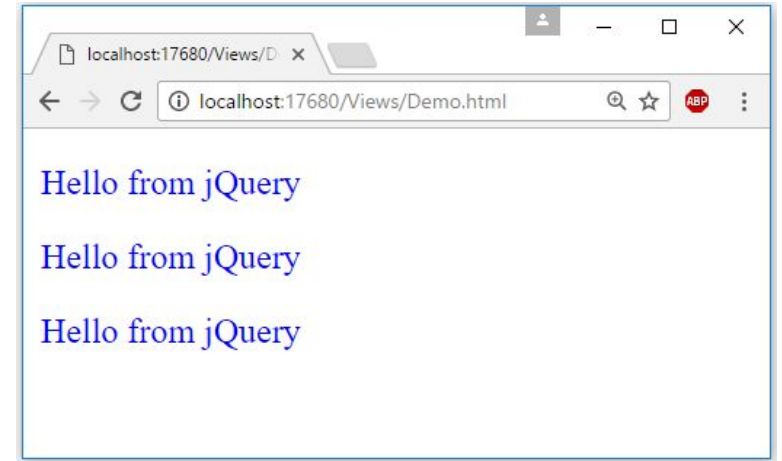 localhost:17680/Views/D
localhost:17680/Views/Demo.html
ABP
Hello from jQuery
Hello from jQuery
Hello from jQuery